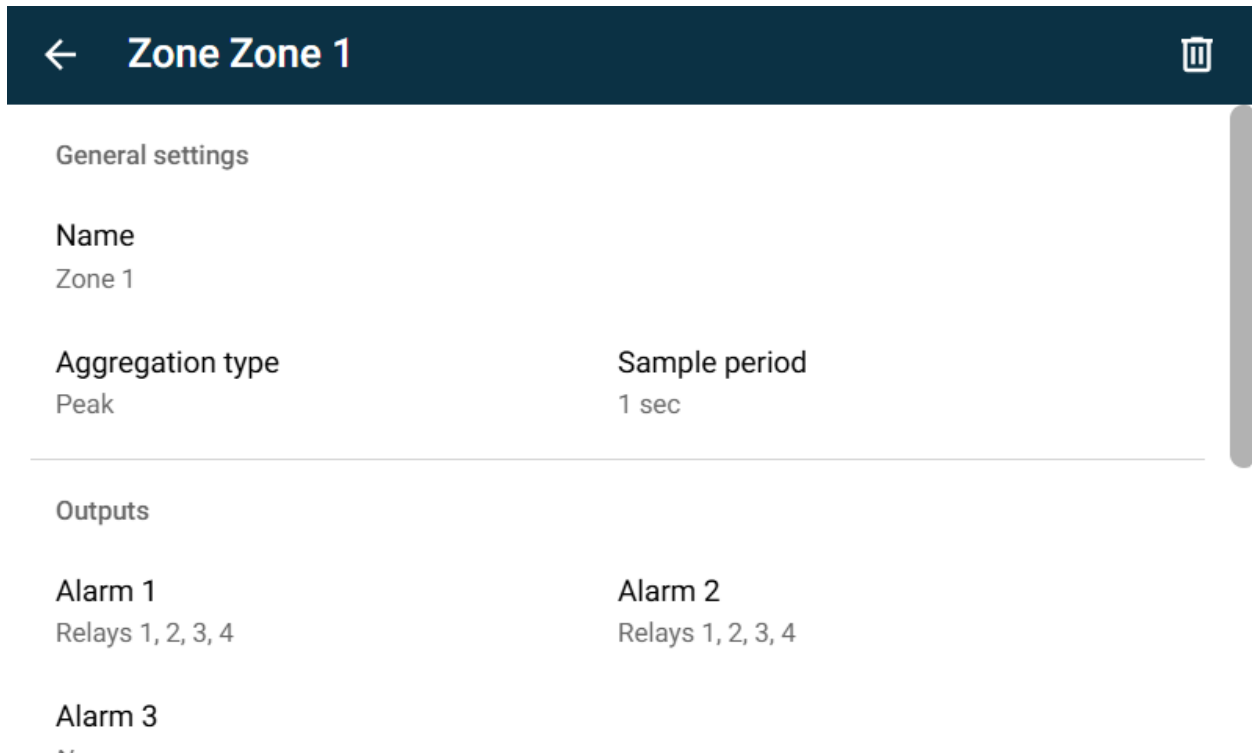 Zone Zone 1
General settings
Name
Zone 1
Aggregation type
Sample period
Peak
1 sec
Outputs
Alarm 1
Alarm 2
Relays 1, 2, 3, 4
Relays 1, 2, 3, 4
Alarm 3